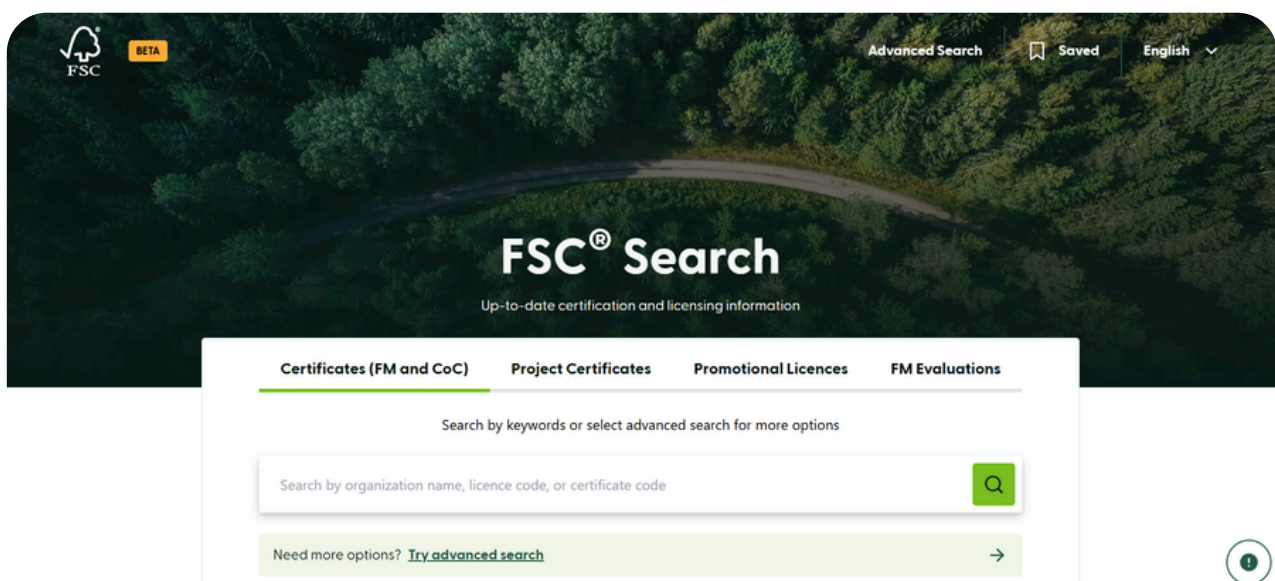 FSC
BETA
Advanced Search
Saved
English
FSC® Search
Up-to-date certification and licensing information
Certificates (FM and CoC)
Project Certificates
Promotional Licences
FM Evaluations
Search by keywords or select advanced search for more options
Search by organization name, licence code, or certificate code
Need more options? Try advanced search